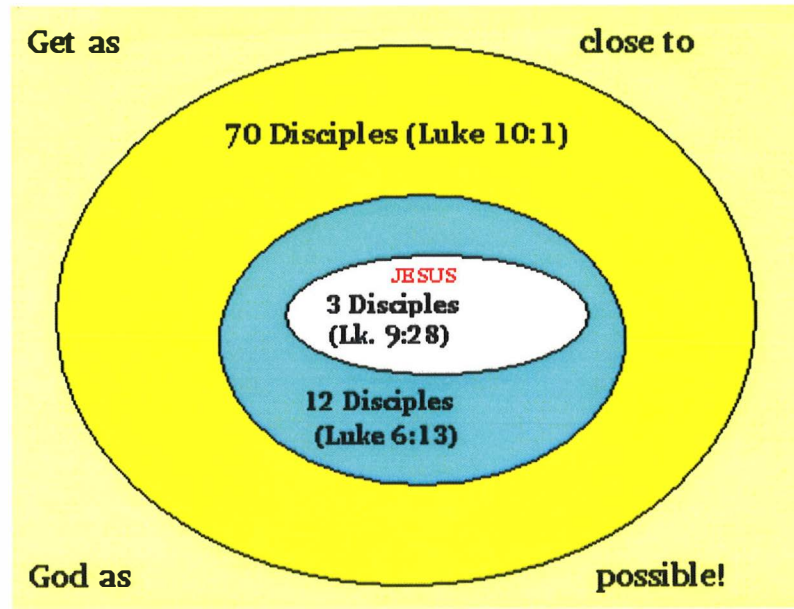 Get as close to
70 Disciples (Luke 10:1)
JESUS
3 Disciples
(Lk. 9:28)
12 Disciples
(Luke 6:13)
God as possible!